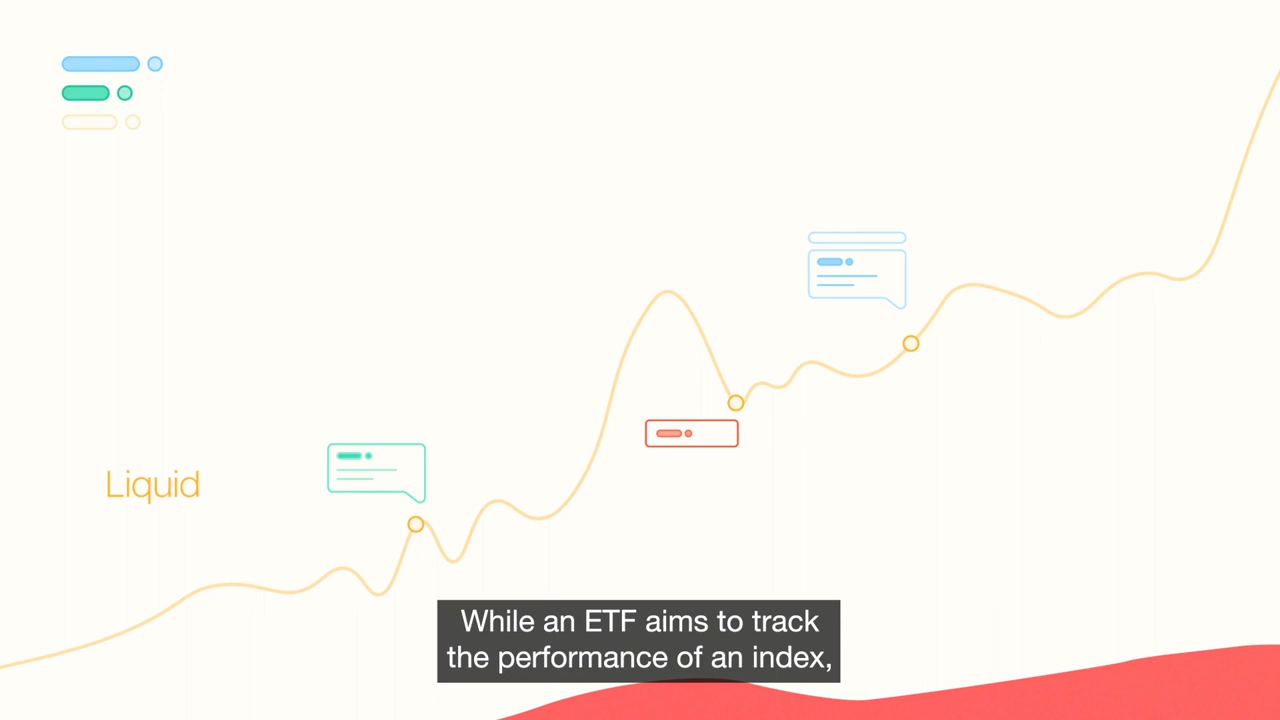 Liquid
While an ETF aims to track
the performance of an index,